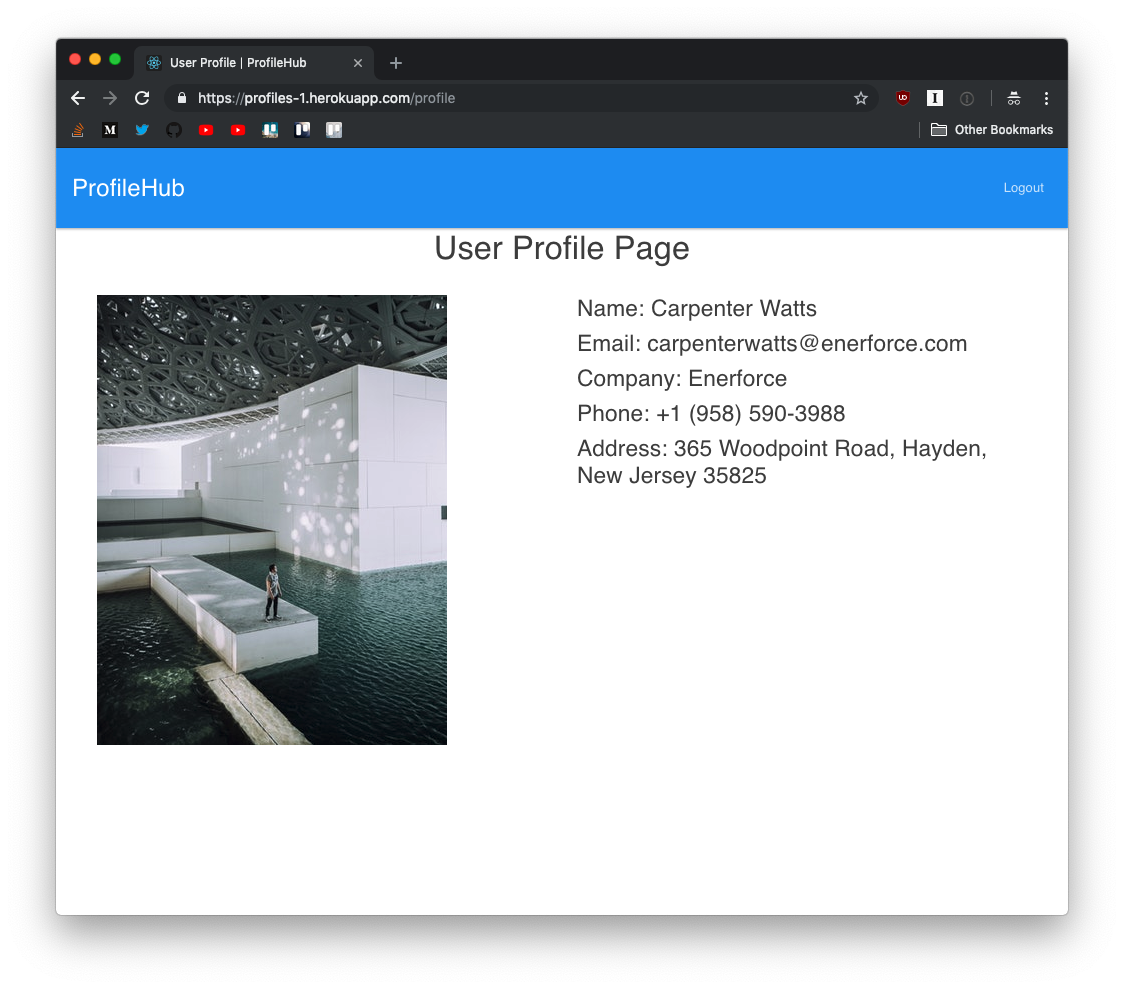 User Profile | ProfileHub
https://profiles-1.herokuapp.com/profile
M
Other Bookmarks
ProfileHub
Logout
User Profile Page
Name: Carpenter Watts
Email: carpenterwatts@enerforce.com
Company: Enerforce
Phone: +1 (958) 590-3988
Address: 365 Woodpoint Road, Hayden,
New Jersey 35825